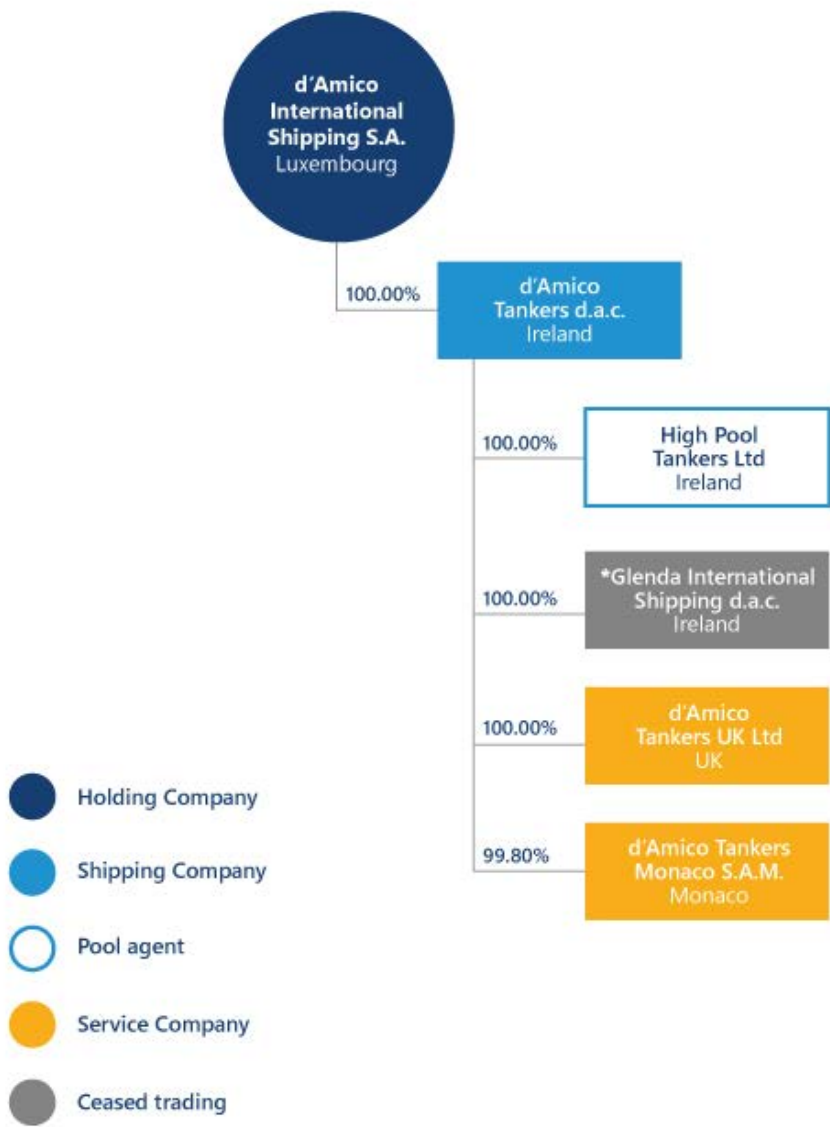 d'Amico
International
Shipping S.A.
Luxembourg
100.00%
d'Amico
Tankers d.a.c.
Ireland
100.00%
High Pool
Tankers Ltd
Ireland
100.00%
*Glenda International
Shipping d.a.c.
Ireland
100.00%
d'Amico
Tankers UK Ltd
UK
99.80%
d'Amico Tankers
Monaco S.A.M.
Monaco
Holding Company
Shipping Company
Pool agent
Service Company
Ceased trading